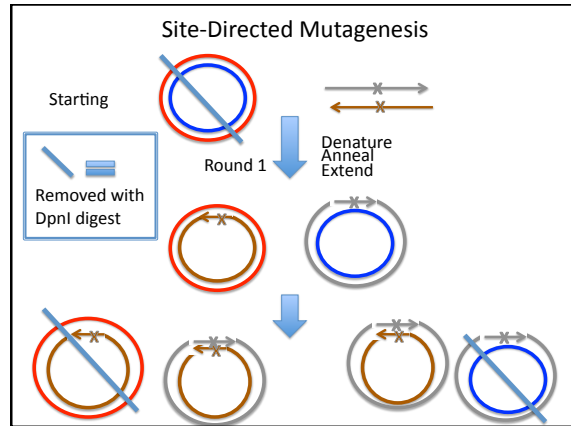 Site-Directed Mutagenesis
Starting
Removed with
DpnI digest
Round 1
Denature
Anneal
Extend